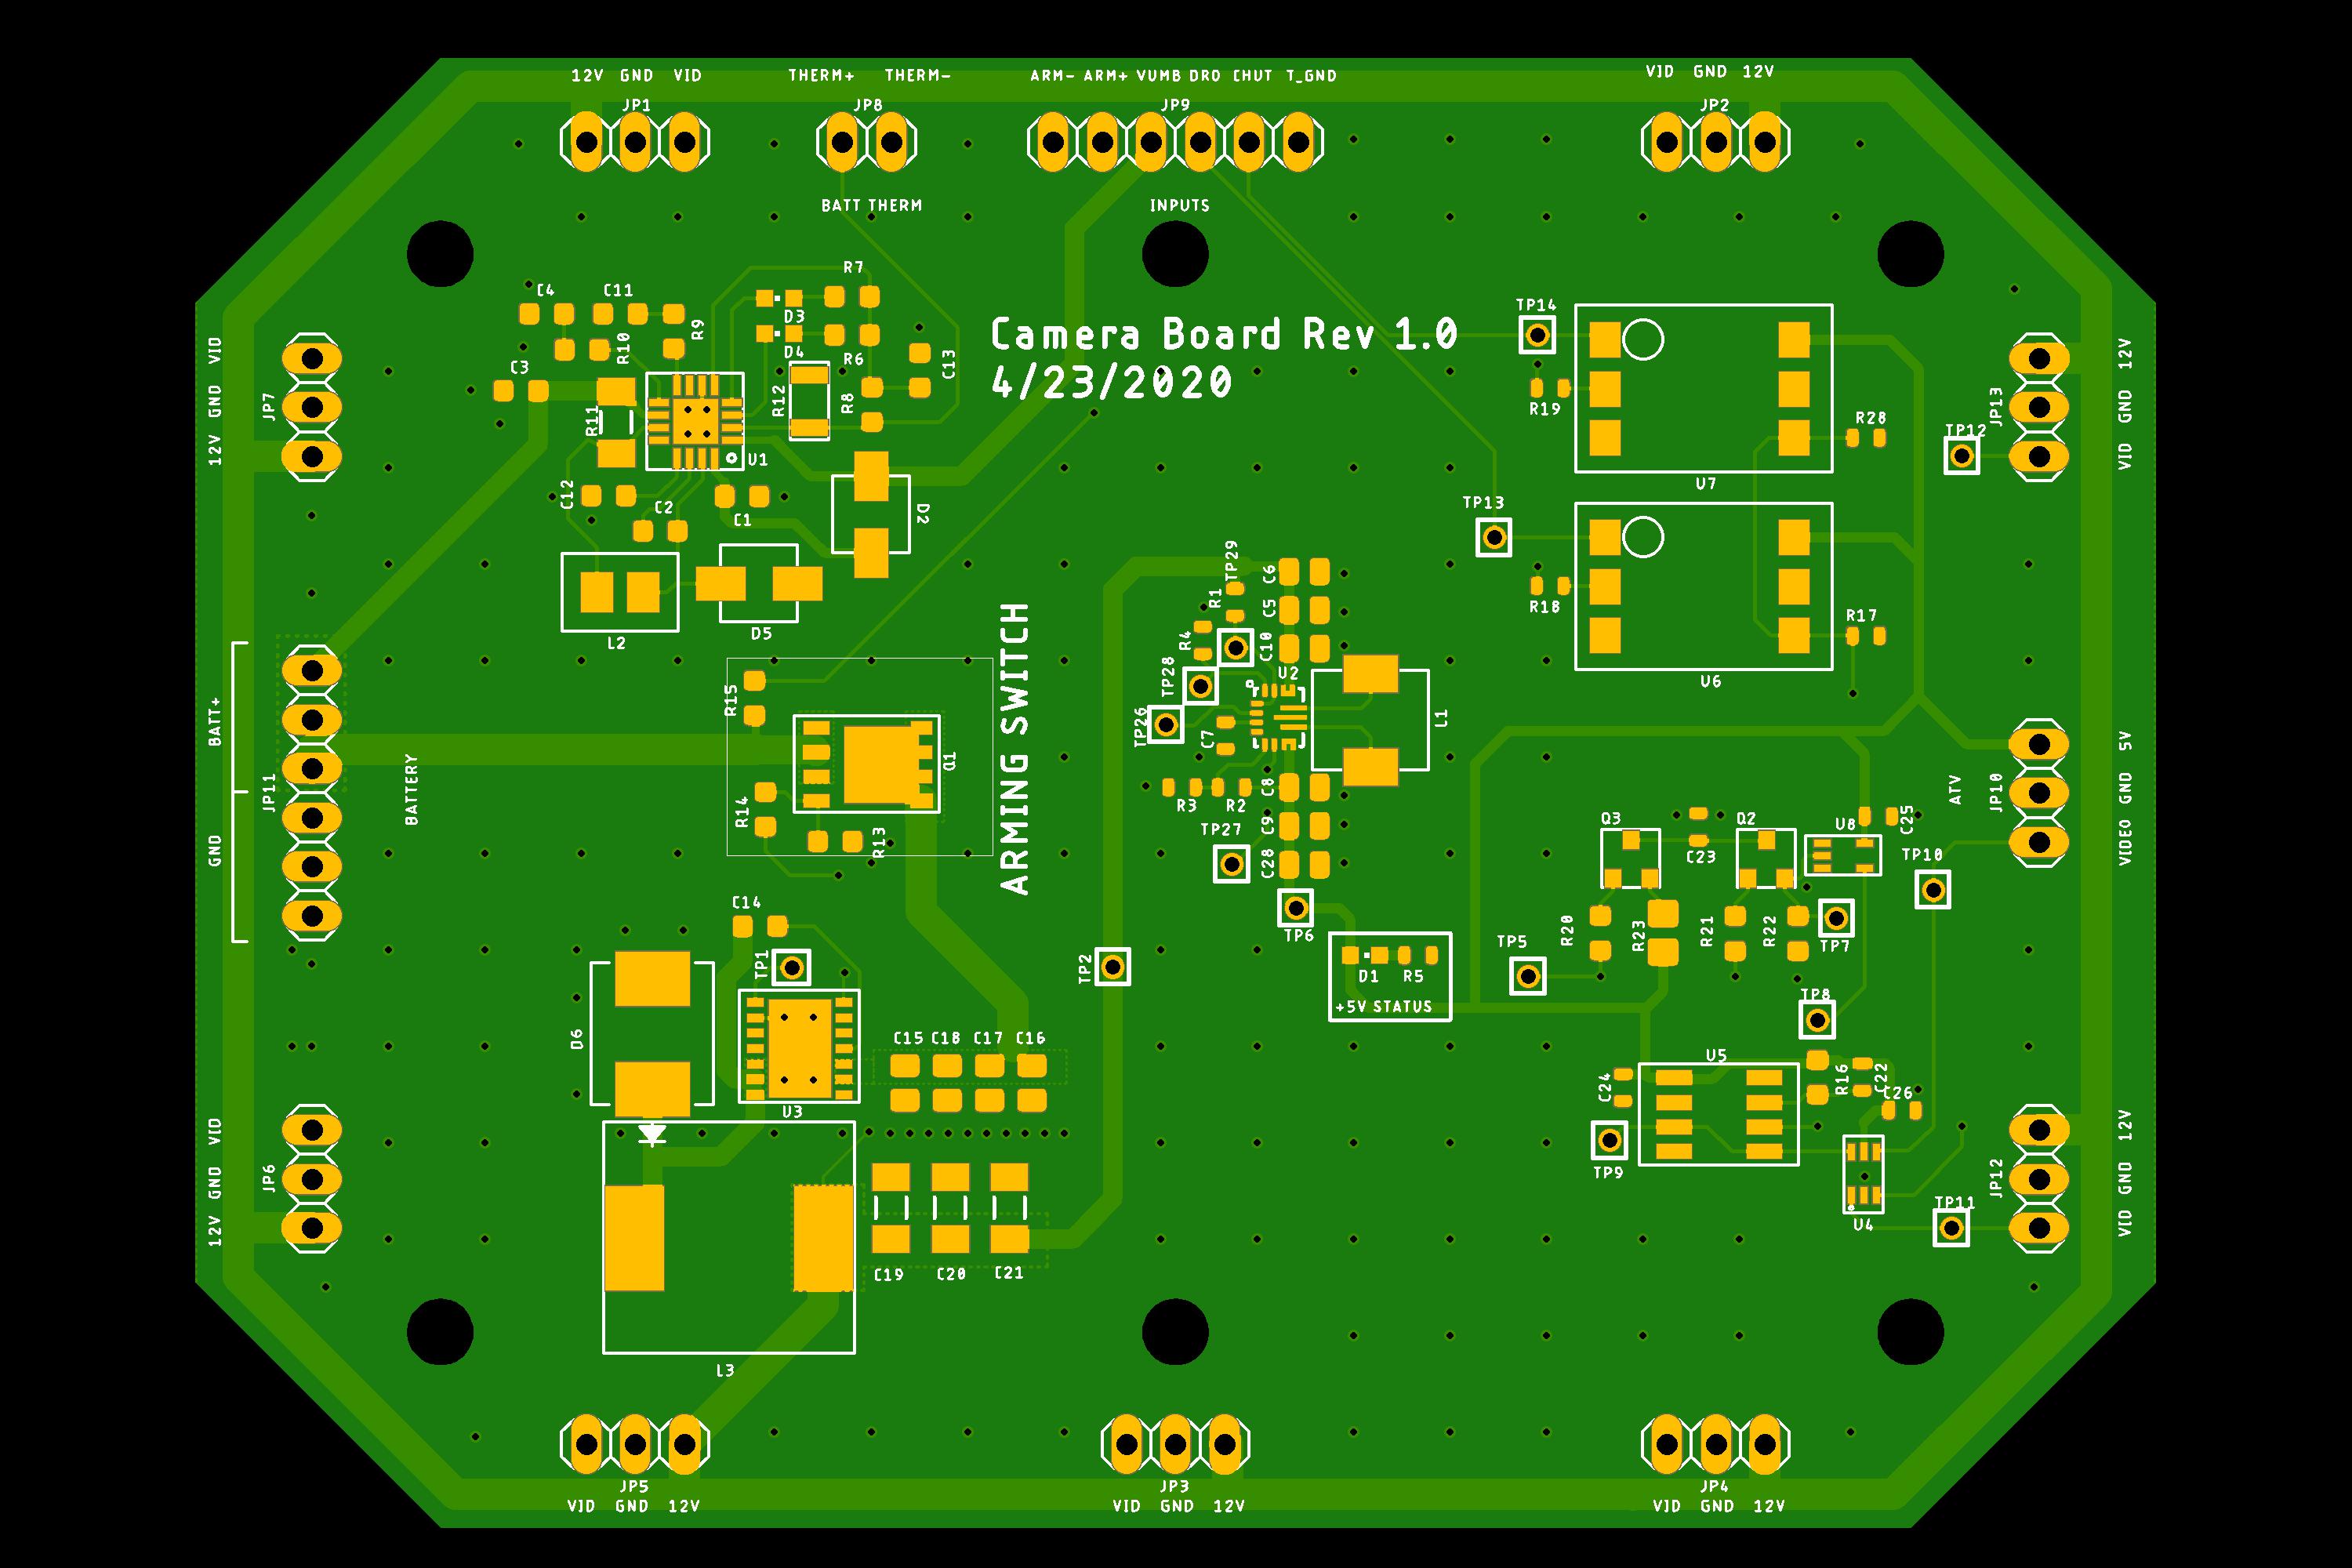 12V GND VID
THERM+ THERM-
ARM- ARM+ VUMB DRO CHUT T_GND
VID GND 12V
JP1
JP8
JP9
JP2
BATT THERM
INPUTS
R7
C4
C11
D3
R9
R10
D4
R6
C13
C3
R11
R12
R8
U1
C12
C2
C1
D2
L2
D5
Camera Board Rev 1.0
4/23/2020
TP14
R19
R28
U7
TP13
R18
R17
U6
TP12
VID
GND
12V
JP7
12V
GND
VID
JP13
TP29
R1
C6
C5
R4
C10
TP28
U2
TP26
C7
L1
R3
R2
C8
TP27
C9
C28
TP6
ARMING SWITCH
R15
Q1
R14
R13
BATT+
GND
JP11
BATTERY
5V
GND
VIDEO
ATV
JP10
Q3
Q2
U8
C25
C23
TP10
R20
R23
R21
R22
TP7
TP5
TP8
D1
R5
+5V STATUS
C14
TP1
TP2
D6
U3
C15 C18 C17 C16
C19
C20
C21
L3
U5
C24
R16
C22
C26
TP9
U4
TP11
VID
GND
12V
JP6
12V
GND
VID
JP12
JP5
VID GND 12V
JP3
VID GND 12V
JP4
VID GND 12V